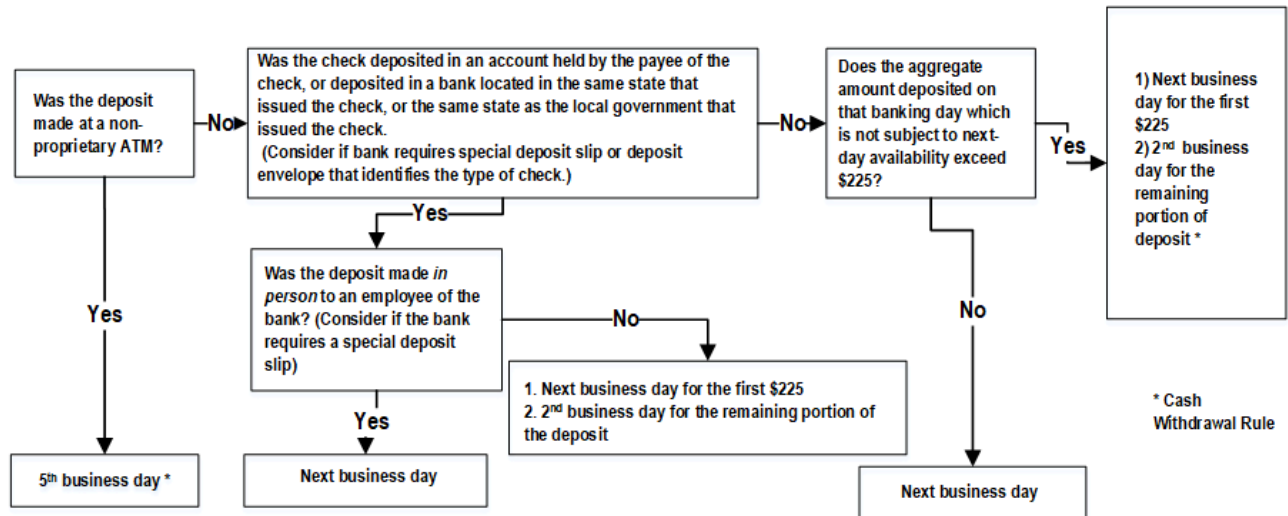 Was the deposit
made at a non-
proprietary ATM?
No
Was the check deposited in an account held by the payee of the
check, or deposited in a bank located in the same state that
issued the check, or the same state as the local government that
issued the check.
(Consider if bank requires special deposit slip or deposit
envelope that identifies the type of check.)
No
Does the aggregate
amount deposited on
that banking day which
is not subject to next-
day availability exceed
$225?
Yes
1) Next business
day for the first
$225
2) 2nd business
day for the
remaining
portion of
deposit *
Yes
Was the deposit made in
person to an employee of the
bank? (Consider if the bank
requires a special deposit
slip)
No
1. Next business day for the first $225
2. 2nd business day for the remaining portion of
the deposit
Yes
Next business day
Yes
5th business day *
No
Next business day
* Cash
Withdrawal Rule